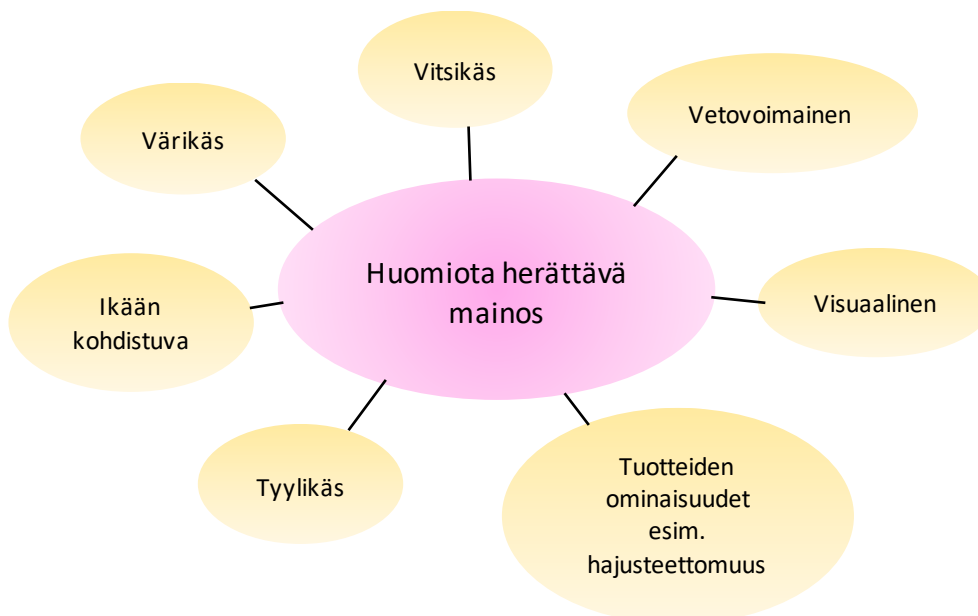 Vitsikäs
Vetovoimainen
Värikäs
Huomiota herättävä
mainos
Visuaalinen
Ikään
kohdistuva
Tyylikäs
Tuotteiden
ominaisuudet
esim.
hajusteettomuus